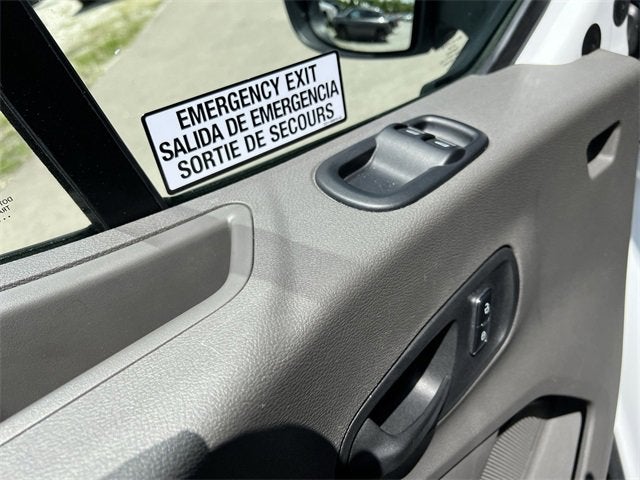 EMERGENCY EXIT
SALIDA DE EMERGENCIA
SORTIE DE SECOURS